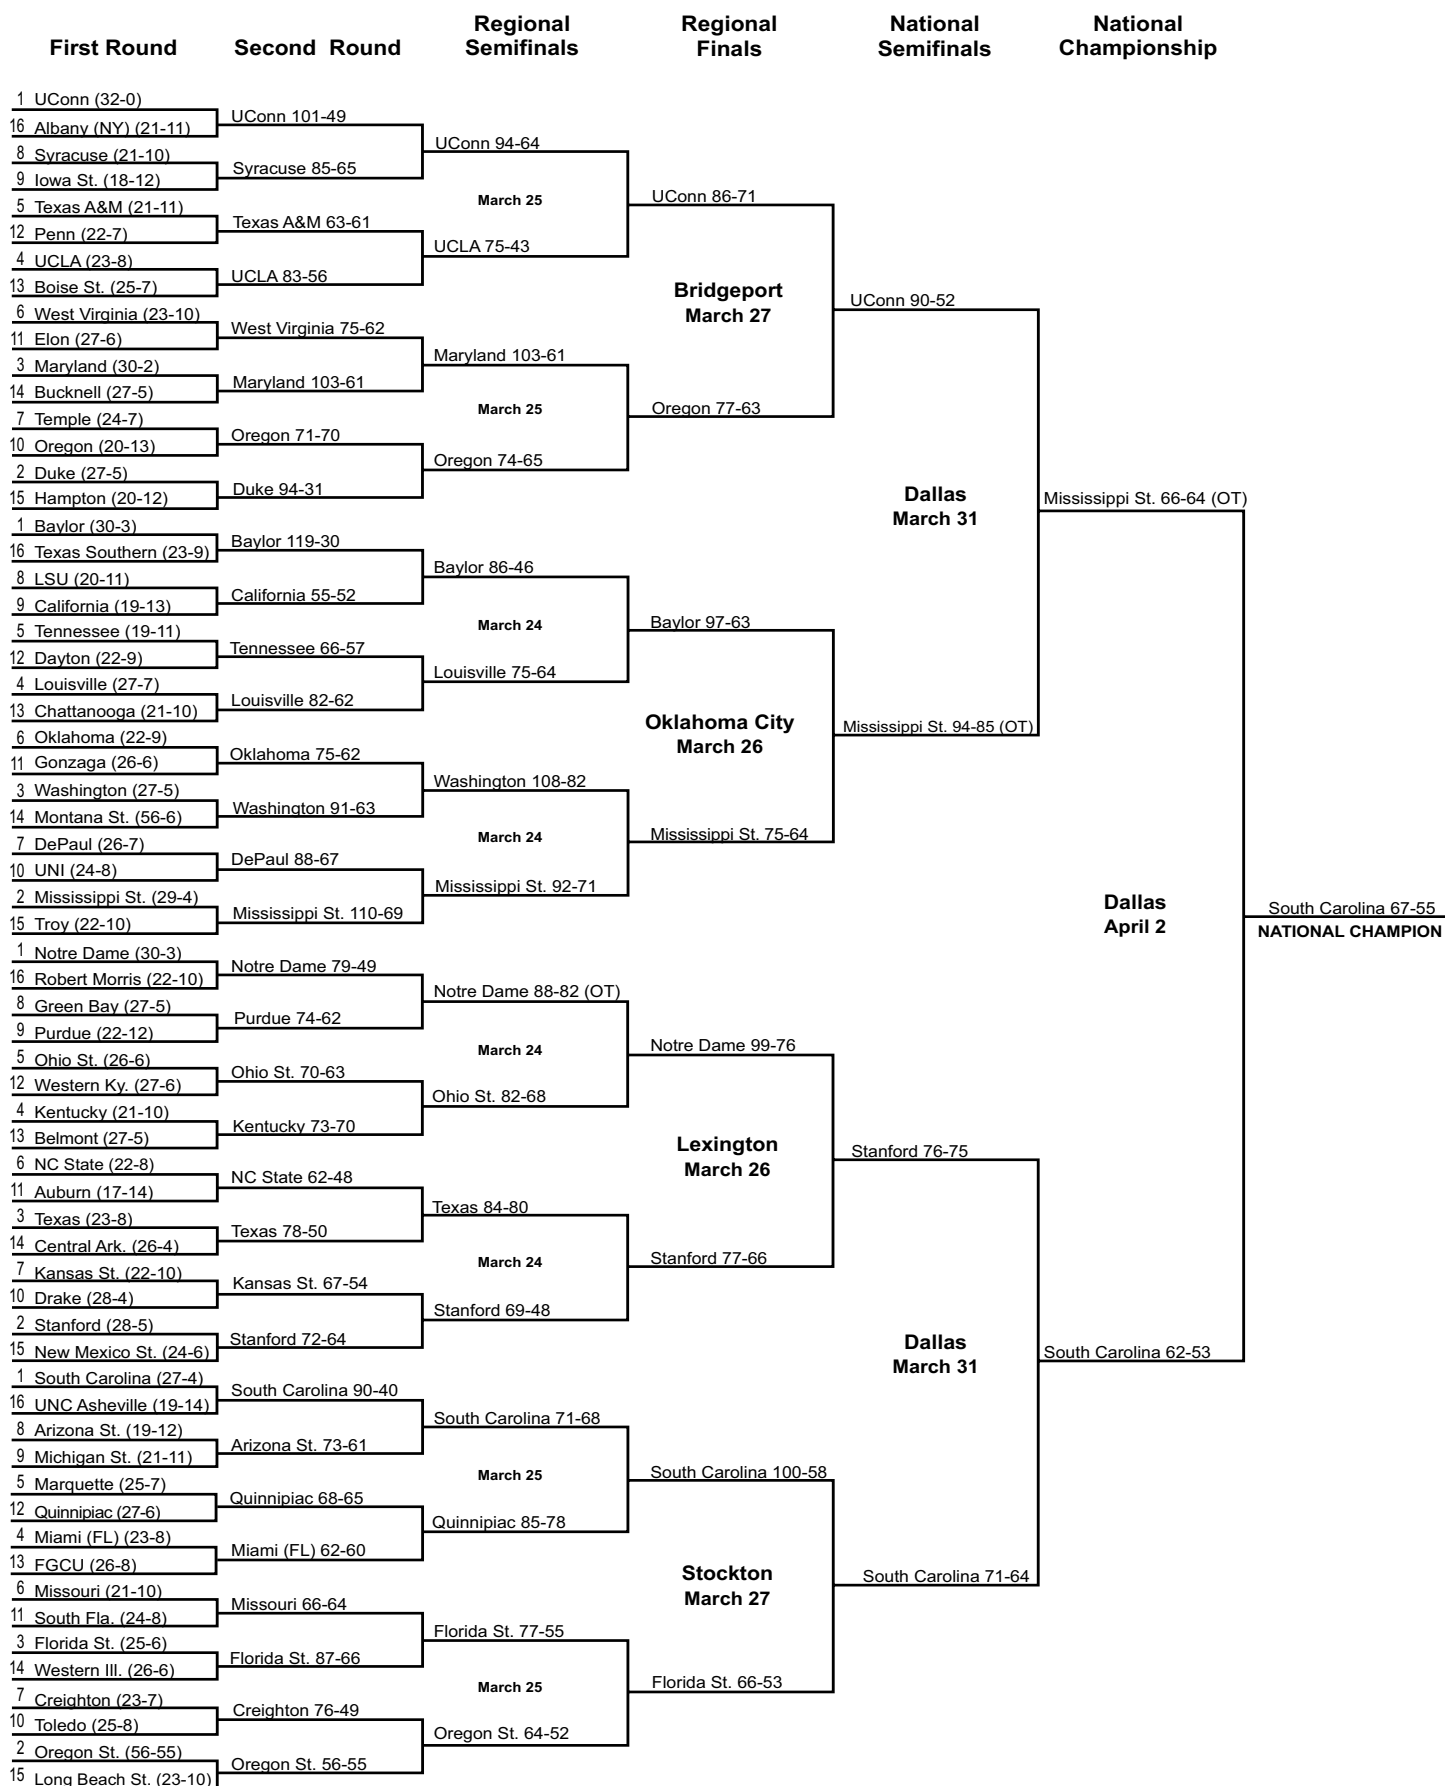 Regional Semifinals
Regional Finals
National Semifinals
National Championship
First Round
Second Round
1 UConn (32-0)
16 Albany (NY) (21-11)
8 Syracuse (21-10)
9 Iowa St. (18-12)
5 Texas A&M (21-11)
12 Penn (22-7)
4 UCLA (23-8)
13 Boise St. (25-7)
6 West Virginia (23-10)
11 Elon (27-6)
3 Maryland (30-2)
14 Bucknell (27-5)
7 Temple (24-7)
10 Oregon (20-13)
2 Duke (27-5)
15 Hampton (20-12)
1 Baylor (30-3)
16 Texas Southern (23-9)
8 LSU (20-11)
9 California (19-13)
5 Tennessee (19-11)
12 Dayton (22-9)
4 Louisville (27-7)
13 Chattanooga (21-10)
6 Oklahoma (22-9)
11 Gonzaga (26-6)
3 Washington (27-5)
14 Montana St. (56-6)
7 DePaul (26-7)
10 UNI (24-8)
2 Mississippi St. (29-4)
15 Troy (22-10)
1 Notre Dame (30-3)
16 Robert Morris (22-10)
8 Green Bay (27-5)
9 Purdue (22-12)
5 Ohio St. (26-6)
12 Western Ky. (27-6)
4 Kentucky (21-10)
13 Belmont (27-5)
6 NC State (22-8)
11 Auburn (17-14)
3 Texas (23-8)
14 Central Ark. (26-4)
7 Kansas St. (22-10)
10 Drake (28-4)
2 Stanford (28-5)
15 New Mexico St. (24-6)
1 South Carolina (27-4)
16 UNC Asheville (19-14)
8 Arizona St. (19-12)
9 Michigan St. (21-11)
5 Marquette (25-7)
12 Quinnipiac (27-6)
4 Miami (FL) (23-8)
13 FGCU (26-8)
6 Missouri (21-10)
11 South Fla. (24-8)
3 Florida St. (25-6)
14 Western Ill. (26-6)
7 Creighton (23-7)
10 Toledo (25-8)
2 Oregon St. (56-55)
15 Long Beach St. (23-10)
UConn 101-49
Syracuse 85-65
Texas A&M 63-61
UCLA 83-56
West Virginia 75-62
Maryland 103-61
Oregon 71-70
Duke 94-31
Baylor 119-30
California 55-52
Tennessee 66-57
Louisville 82-62
Oklahoma 75-62
Washington 91-63
DePaul 88-67
Mississippi St. 110-69
Notre Dame 79-49
Purdue 74-62
Ohio St. 70-63
Kentucky 73-70
NC State 62-48
Texas 78-50
Kansas St. 67-54
Stanford 72-64
South Carolina 90-40
Arizona St. 73-61
Quinnipiac 68-65
Miami (FL) 62-60
Missouri 66-64
Florida St. 87-66
Creighton 76-49
Oregon St. 56-55
UConn 94-64
March 25
UCLA 75-43
Maryland 103-61
March 25
Oregon 74-65
Baylor 86-46
March 24
Louisville 75-64
Washington 108-82
March 24
Mississippi St. 92-71
Notre Dame 88-82 (OT)
March 24
Ohio St. 82-68
Texas 84-80
March 24
Stanford 69-48
South Carolina 71-68
March 25
Quinnipiac 85-78
Florida St. 77-55
March 25
Oregon St. 64-52
UConn 86-71
Bridgeport
March 27
Oregon 77-63
Baylor 97-63
Oklahoma City
March 26
Mississippi St. 75-64
Notre Dame 99-76
Lexington
March 26
Stanford 77-66
South Carolina 100-58
Stockton
March 27
Florida St. 66-53
UConn 90-52
Dallas
March 31
Mississippi St. 94-85 (OT)
Stanford 76-75
Dallas
March 31
South Carolina 71-64
Mississippi St. 66-64 (OT)
Dallas
April 2
South Carolina 62-53
South Carolina 67-55
NATIONAL CHAMPION